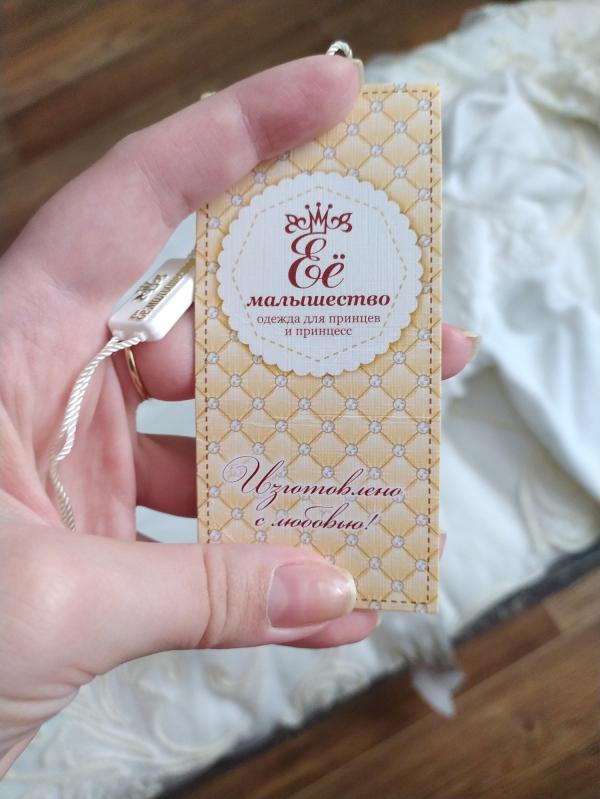 Её
малышество
одежда для принцев
и принцесс
Изготовлено
с любовью!